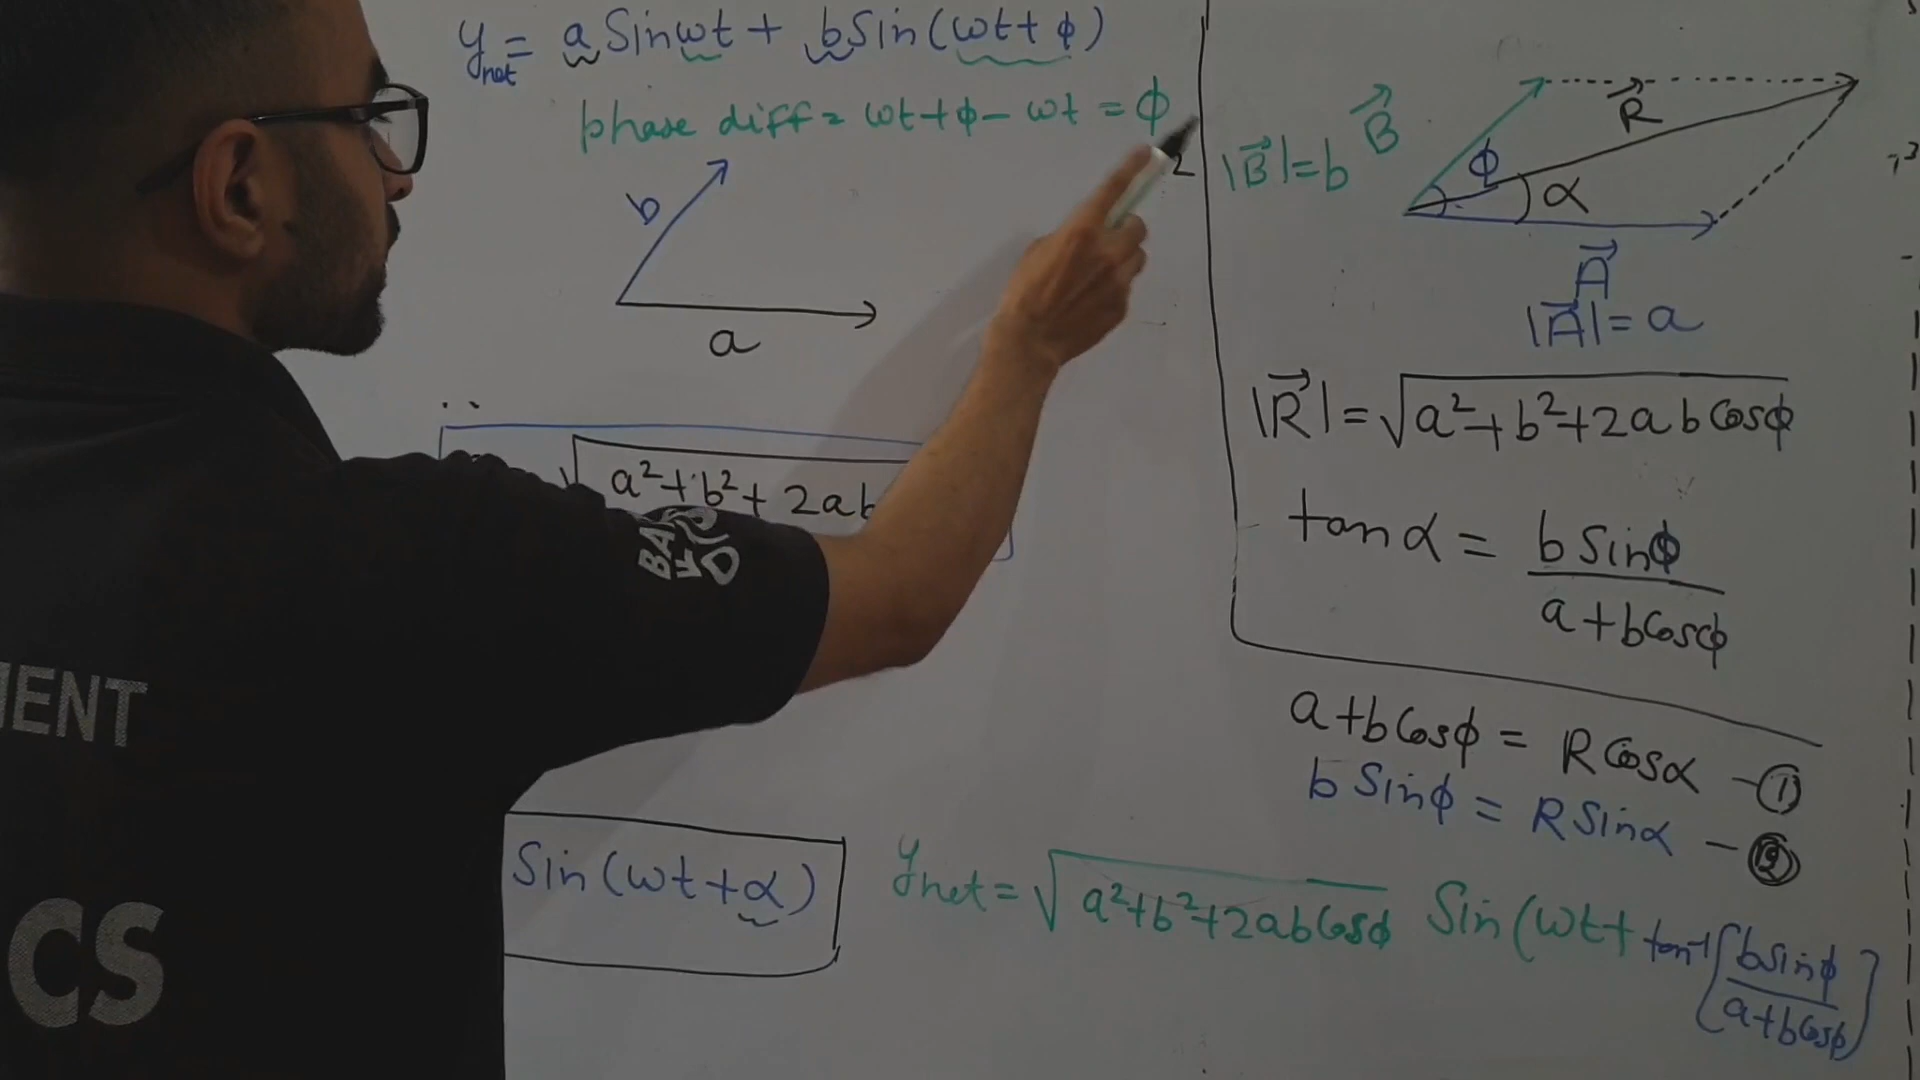 y_net = a Sinωt + b Sin(ωt + ϕ)
phase diff = ωt + ϕ - ωt = ϕ
2
b
a
a² + b² + 2ab
Sin(ωt + α)
B⃗
R⃗
|B⃗| = b
ϕ
α
A⃗
|A⃗| = a
|R⃗| = √(a² + b² + 2ab Cosϕ)
tan α = b Sinϕ / (a + b Cosϕ)
a + b Cosϕ = R Cosα - ①
b Sinϕ = R Sinα - ②
y_net = √(a² + b² + 2ab Cosϕ) Sin(ωt + tan⁻¹[b Sinϕ / (a + b Cosϕ)]
MENT
CS